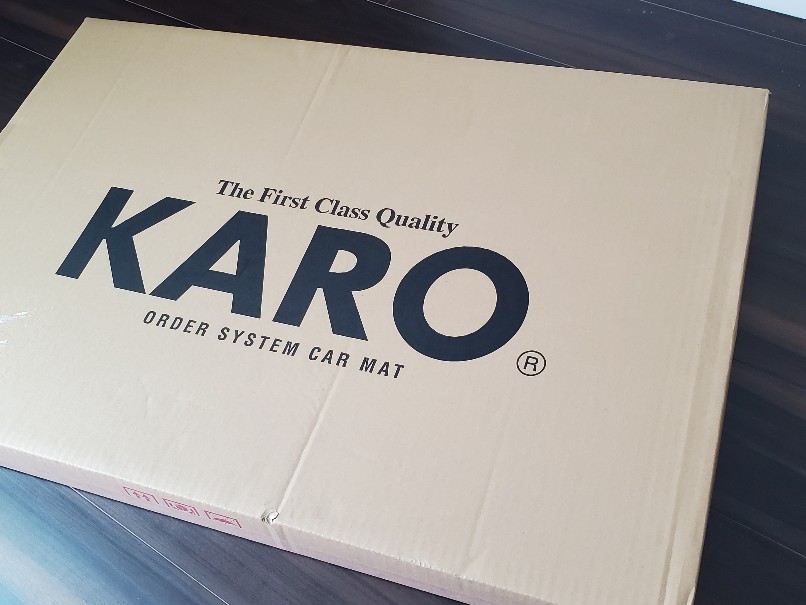 The First Class Quality
KARO
®
ORDER SYSTEM CAR MAT